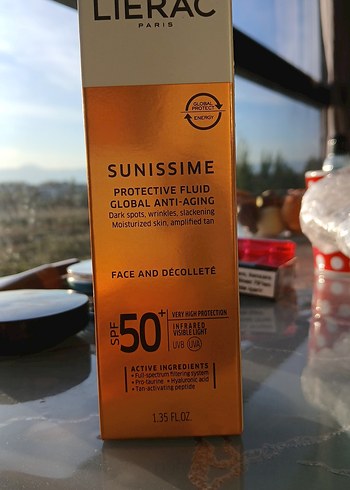 LIERAC
PARIS
GLOBAL
PROTECT
ENERGY
SUNISSIME
PROTECTIVE FLUID
GLOBAL ANTI-AGING
Dark spots, wrinkles, slackening
Moisturized skin, amplified tan
FACE AND DÉCOLLETÉ
SPF 50+
VERY HIGH PROTECTION
INFRARED
VISIBLE LIGHT
UVB UVA
ACTIVE INGREDIENTS
• Full-spectrum filtering system
• Pro-taurine • Hyaluronic acid
• Tan-activating peptide
1.35 FL.OZ.